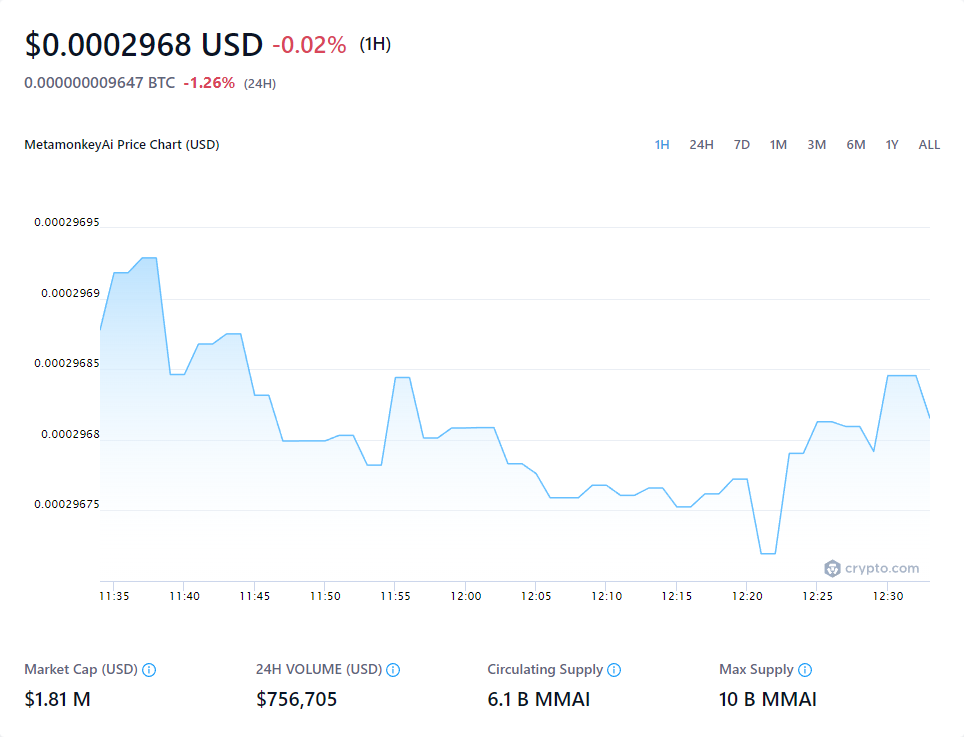 $0.0002968 USD -0.02% (1H)
0.000000009647 BTC -1.26% (24H)
MetamonkeyAi Price Chart (USD) 1H 24H 7D 1M 3M 6M 1Y ALL
0.00029695
0.0002969
0.00029685
0.0002968
0.00029675
crypto.com
11:35 11:40 11:45 11:50 11:55 12:00 12:05 12:10 12:15 12:20 12:25 12:30
Market Cap (USD) 24H VOLUME (USD) Circulating Supply Max Supply
$1.81 M $756,705 6.1 B MMAI 10 B MMAI